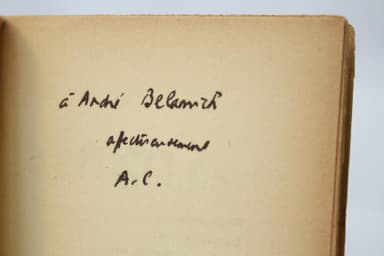 à André Belamich
affectueusement
A.C.